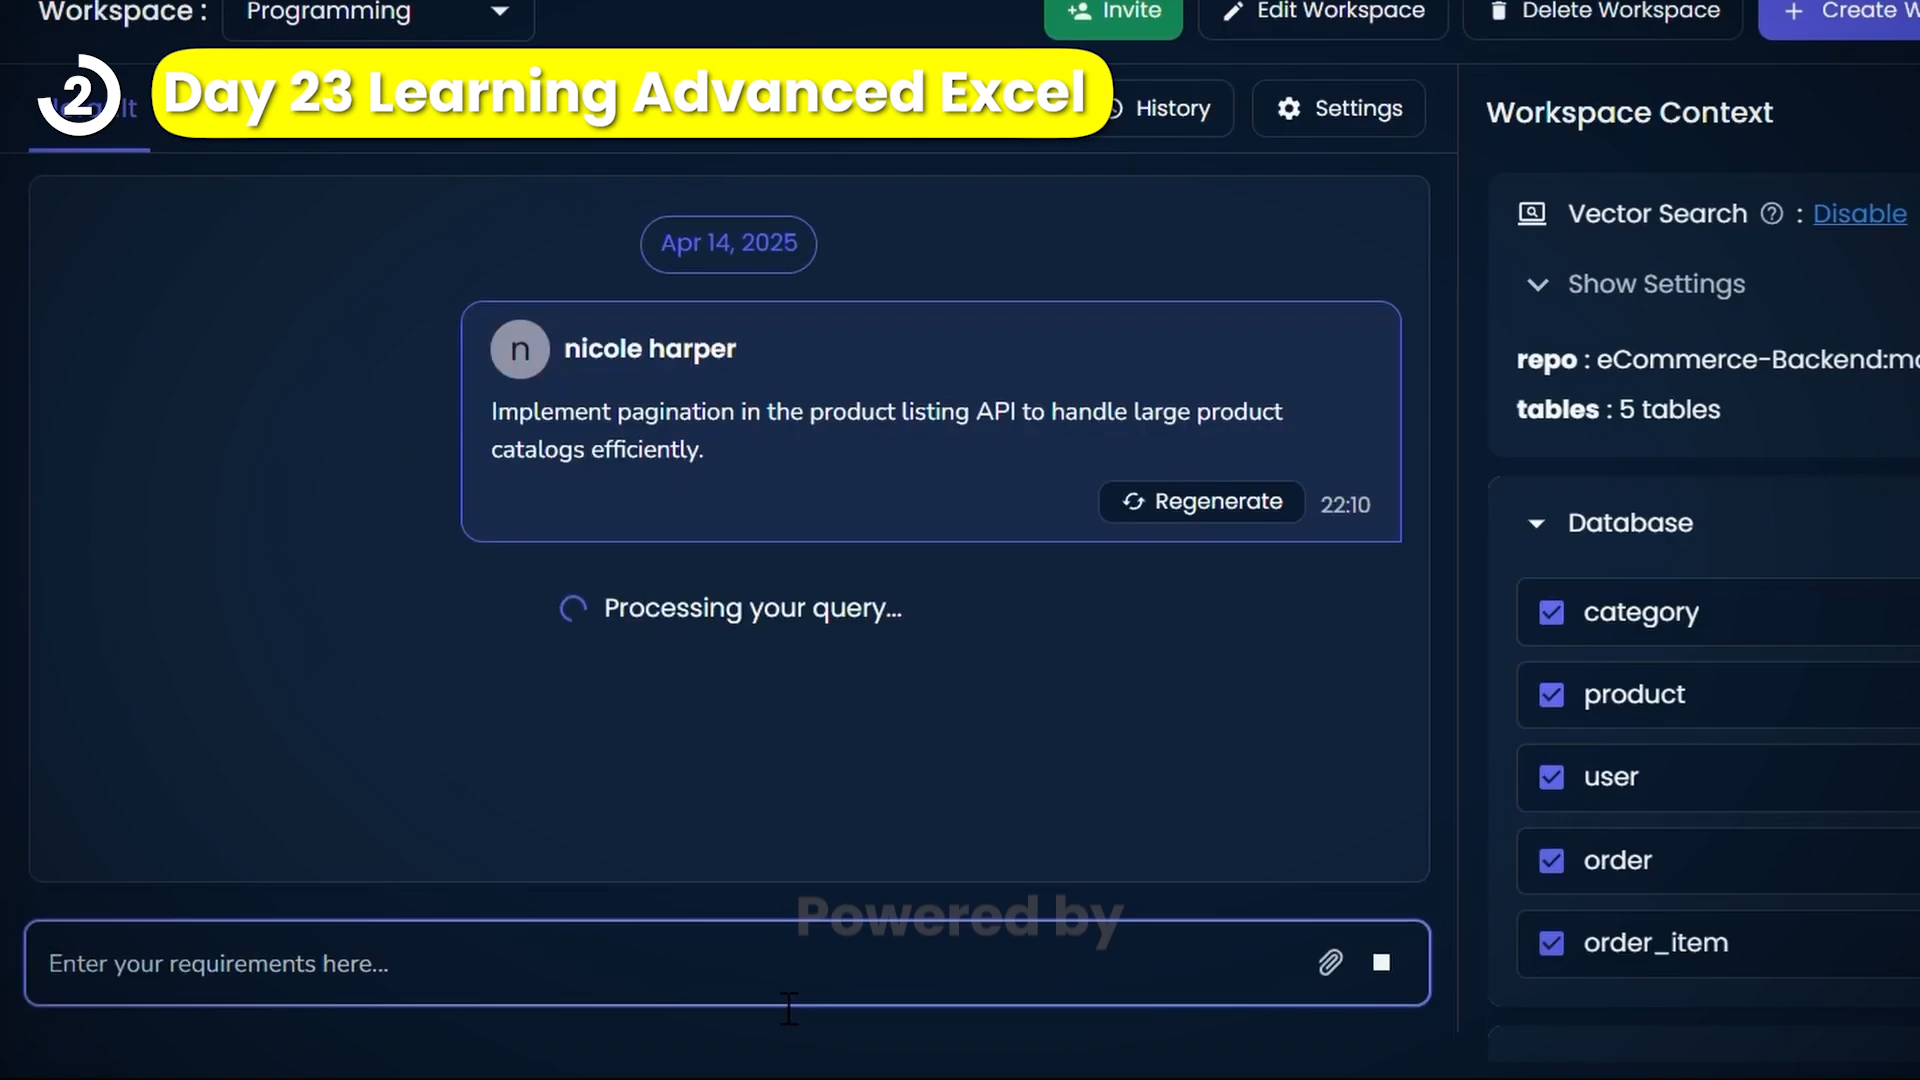 Workspace :
Programming
Invite
Edit Workspace
Delete Workspace
+ Create W
2
Day 23 Learning Advanced Excel
History
Settings
Workspace Context
Apr 14, 2025
Vector Search ? : Disable
Show Settings
n
nicole harper
Implement pagination in the product listing API to handle large product
catalogs efficiently.
Regenerate
22:10
repo : eCommerce-Backend:ma
tables : 5 tables
Processing your query...
Database
category
product
user
order
order_item
Powered by
Enter your requirements here...